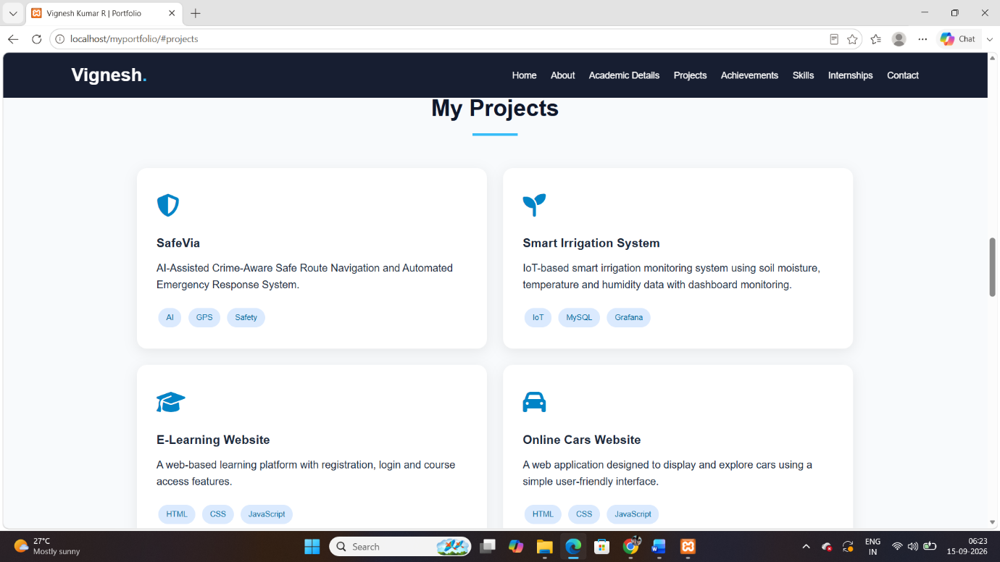 Vignesh Kumar R | Portfolio
localhost/myportfolio/#projects
Chat
Vignesh.
Home About Academic Details Projects Achievements Skills Internships Contact
My Projects
SafeVia
AI-Assisted Crime-Aware Safe Route Navigation and Automated
Emergency Response System.
AI GPS Safety
Smart Irrigation System
IoT-based smart irrigation monitoring system using soil moisture,
temperature and humidity data with dashboard monitoring.
IoT MySQL Grafana
E-Learning Website
A web-based learning platform with registration, login and course
access features.
HTML CSS JavaScript
Online Cars Website
A web application designed to display and explore cars using a
simple user-friendly interface.
HTML CSS JavaScript
27°C
Mostly sunny
Search
ENG
IN
06:23
15-09-2026